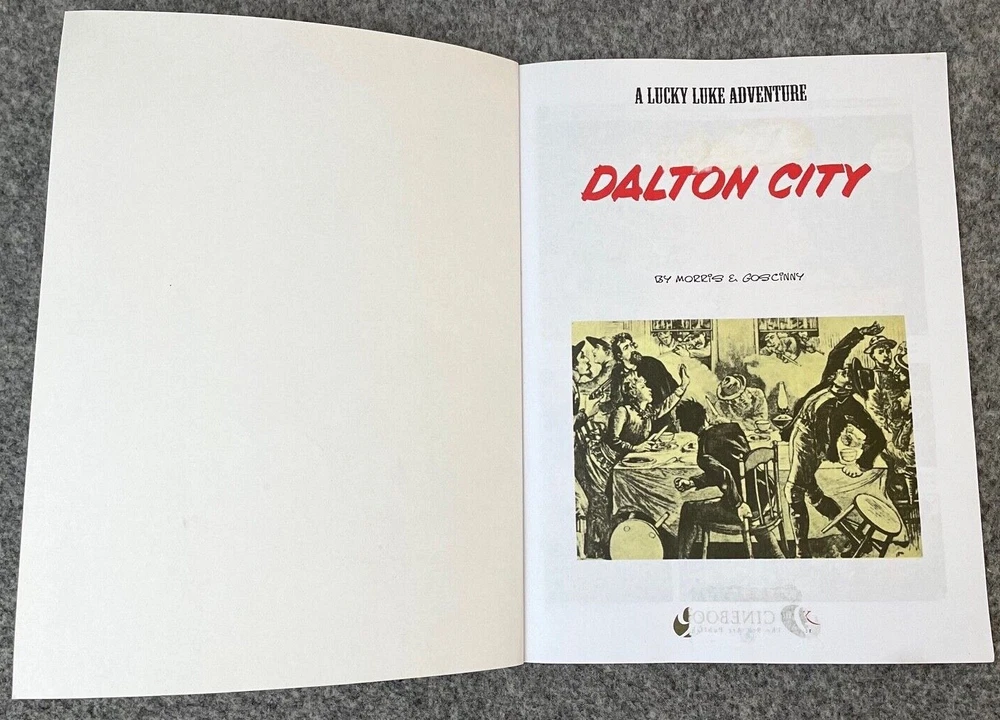 A LUCKY LUKE ADVENTURE
DALTON CITY
BY MORRIS & GOSCINNY
CINEBOOK